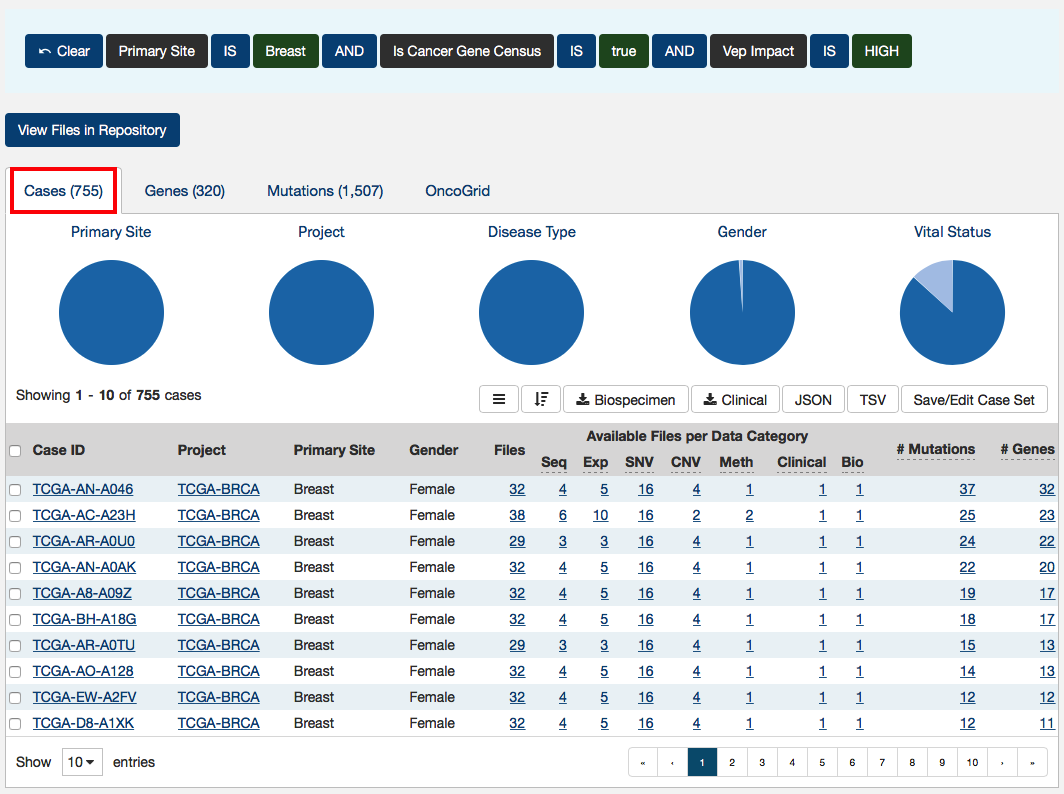 Clear Primary Site IS Breast AND Is Cancer Gene Census IS true AND Vep Impact IS HIGH
View Files in Repository
Cases (755) Genes (320) Mutations (1,507) OncoGrid
Primary Site Project Disease Type Gender Vital Status
Showing 1 - 10 of 755 cases Biospecimen Clinical JSON TSV Save/Edit Case Set
Available Files per Data Category
Case ID Project Primary Site Gender Files # Mutations # Genes
Seq Exp SNV CNV Meth Clinical Bio
TCGA-AN-A046 TCGA-BRCA Breast Female 32 4 5 16 4 1 1 1 37 32
TCGA-AC-A23H TCGA-BRCA Breast Female 38 6 10 16 2 2 1 1 25 23
TCGA-AR-A0U0 TCGA-BRCA Breast Female 29 3 3 16 4 1 1 1 24 22
TCGA-AN-A0AK TCGA-BRCA Breast Female 32 4 5 16 4 1 1 1 22 20
TCGA-A8-A09Z TCGA-BRCA Breast Female 32 4 5 16 4 1 1 1 19 17
TCGA-BH-A18G TCGA-BRCA Breast Female 32 4 5 16 4 1 1 1 18 17
TCGA-AR-A0TU TCGA-BRCA Breast Female 29 3 3 16 4 1 1 1 15 13
TCGA-AO-A128 TCGA-BRCA Breast Female 32 4 5 16 4 1 1 1 14 13
TCGA-EW-A2FV TCGA-BRCA Breast Female 32 4 5 16 4 1 1 1 12 12
TCGA-D8-A1XK TCGA-BRCA Breast Female 32 4 5 16 4 1 1 1 12 11
Show 10 entries « ‹ 1 2 3 4 5 6 7 8 9 10 › »